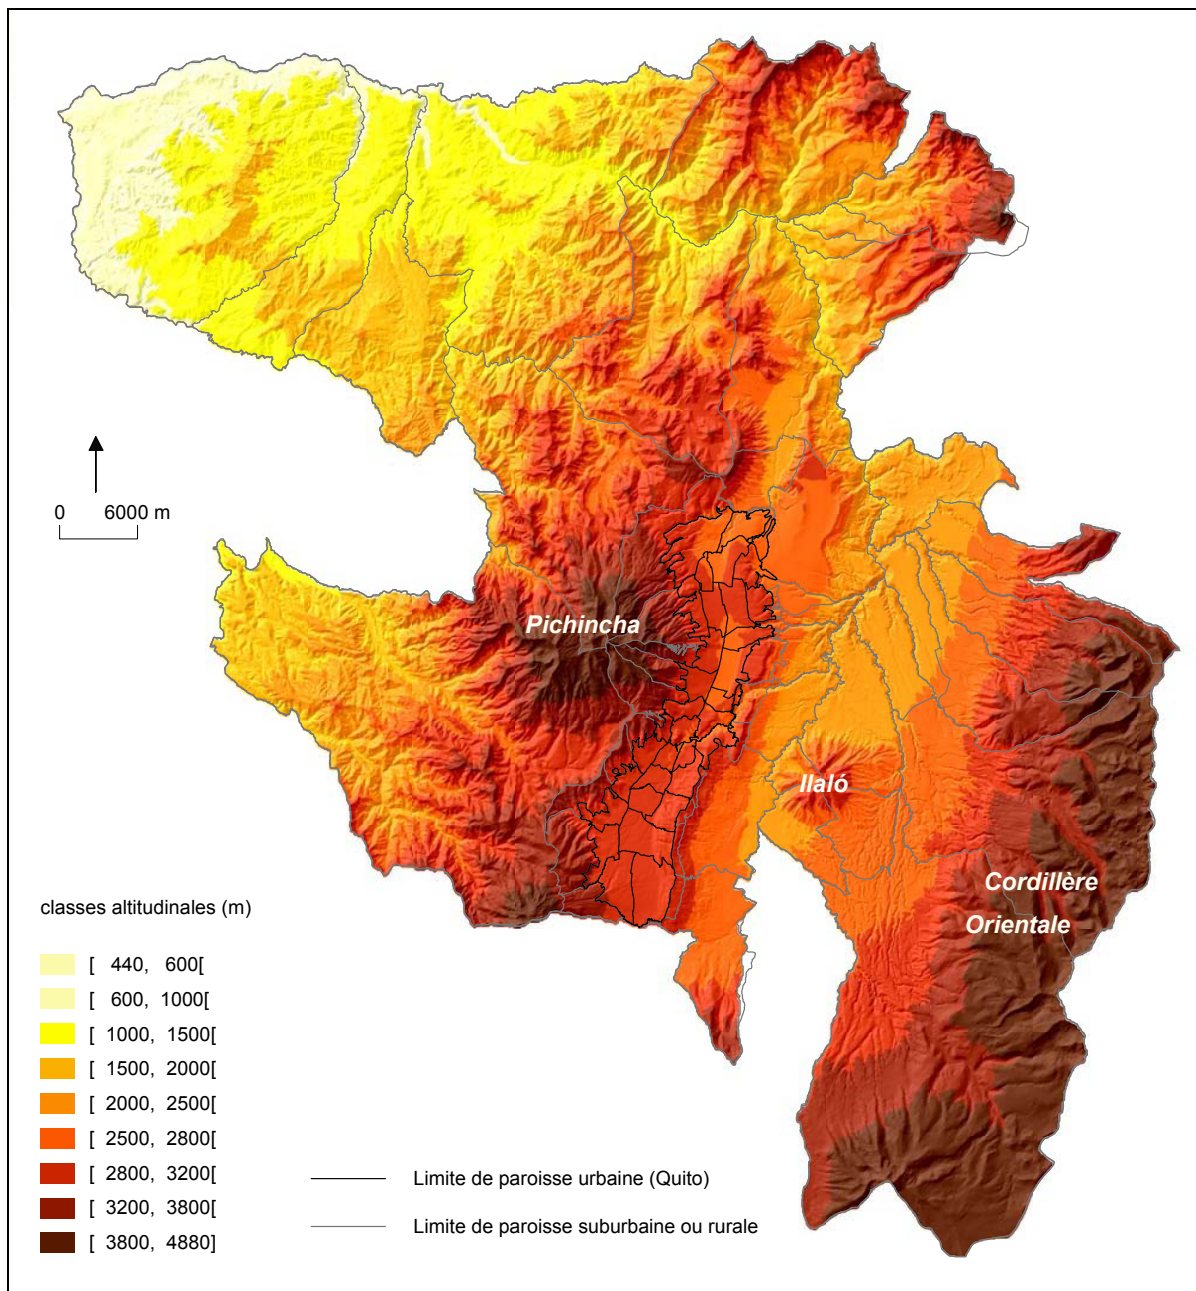 0 6000 m
Pichincha
Ilaló
Cordillère
Orientale
classes altitudinales (m)
[ 440, 600[
[ 600, 1000[
[ 1000, 1500[
[ 1500, 2000[
[ 2000, 2500[
[ 2500, 2800[
[ 2800, 3200[
[ 3200, 3800[
[ 3800, 4880]
Limite de paroisse urbaine (Quito)
Limite de paroisse suburbaine ou rurale